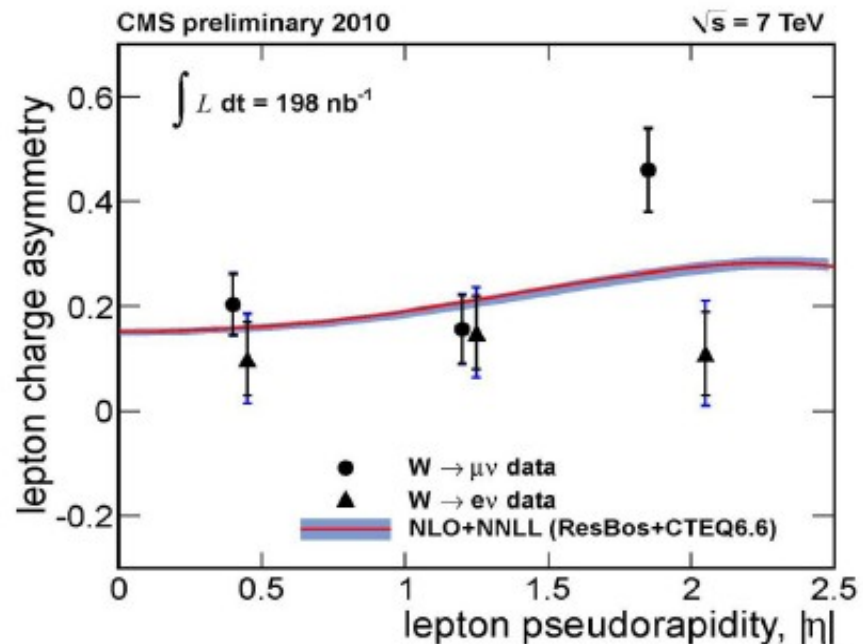 CMS preliminary 2010 √s = 7 TeV
∫ L dt = 198 nb⁻¹
lepton charge asymmetry
0.6
0.4
0.2
0
-0.2
W → μν data
W → eν data
NLO+NNLL (ResBos+CTEQ6.6)
0 0.5 1 1.5 2 2.5
lepton pseudorapidity, |η|